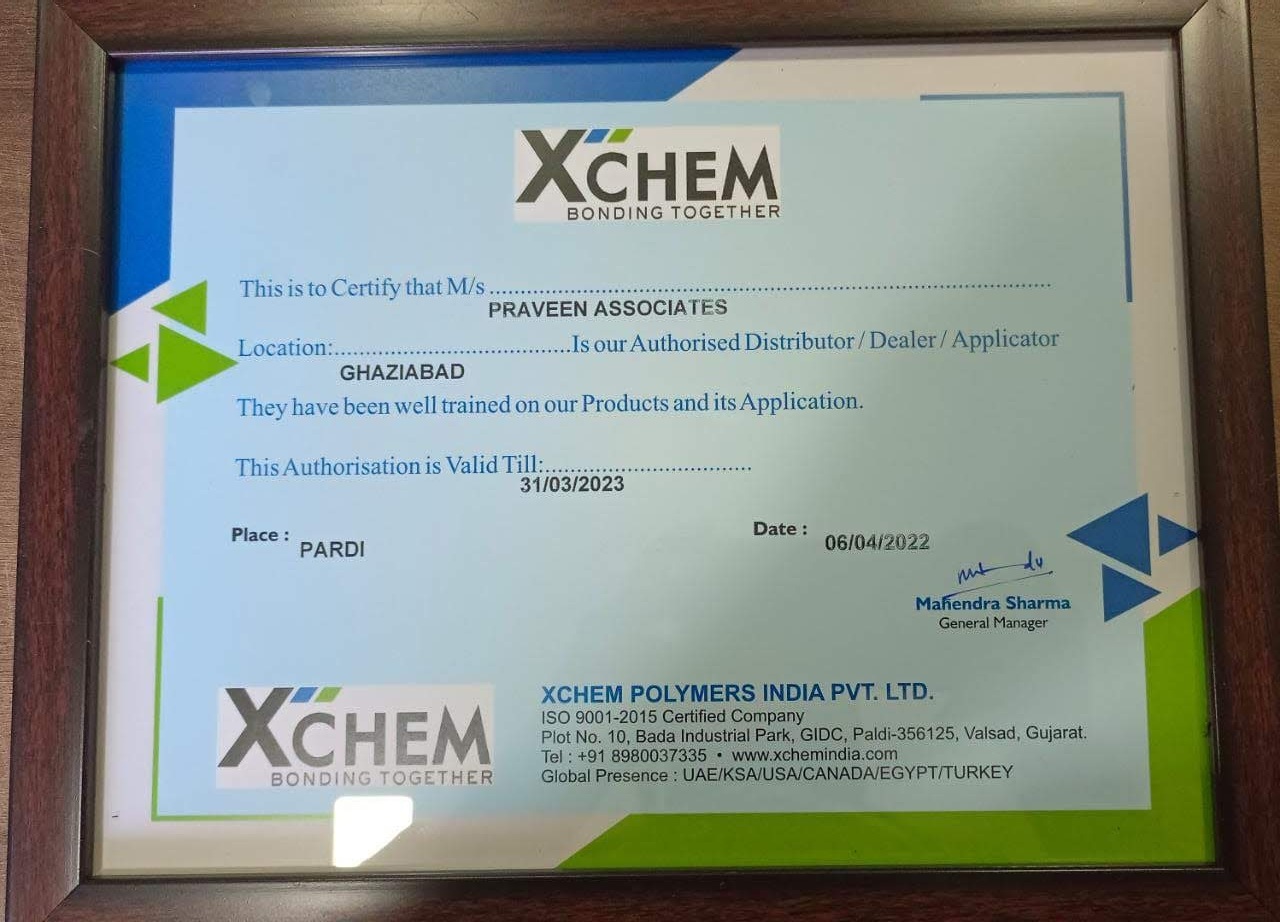 XCHEM
BONDING TOGETHER
This is to Certify that M/s ........................................................................................
PRAVEEN ASSOCIATES
Location:.....................................Is our Authorised Distributor / Dealer / Applicator
GHAZIABAD
They have been well trained on our Products and its Application.
This Authorisation is Valid Till:.................................
31/03/2023
Place :
PARDI
Date :
06/04/2022
Mahendra Sharma
General Manager
XCHEM
BONDING TOGETHER
XCHEM POLYMERS INDIA PVT. LTD.
ISO 9001-2015 Certified Company
Plot No. 10, Bada Industrial Park, GIDC, Paldi-356125, Valsad, Gujarat.
Tel : +91 8980037335 • www.xchemindia.com
Global Presence : UAE/KSA/USA/CANADA/EGYPT/TURKEY